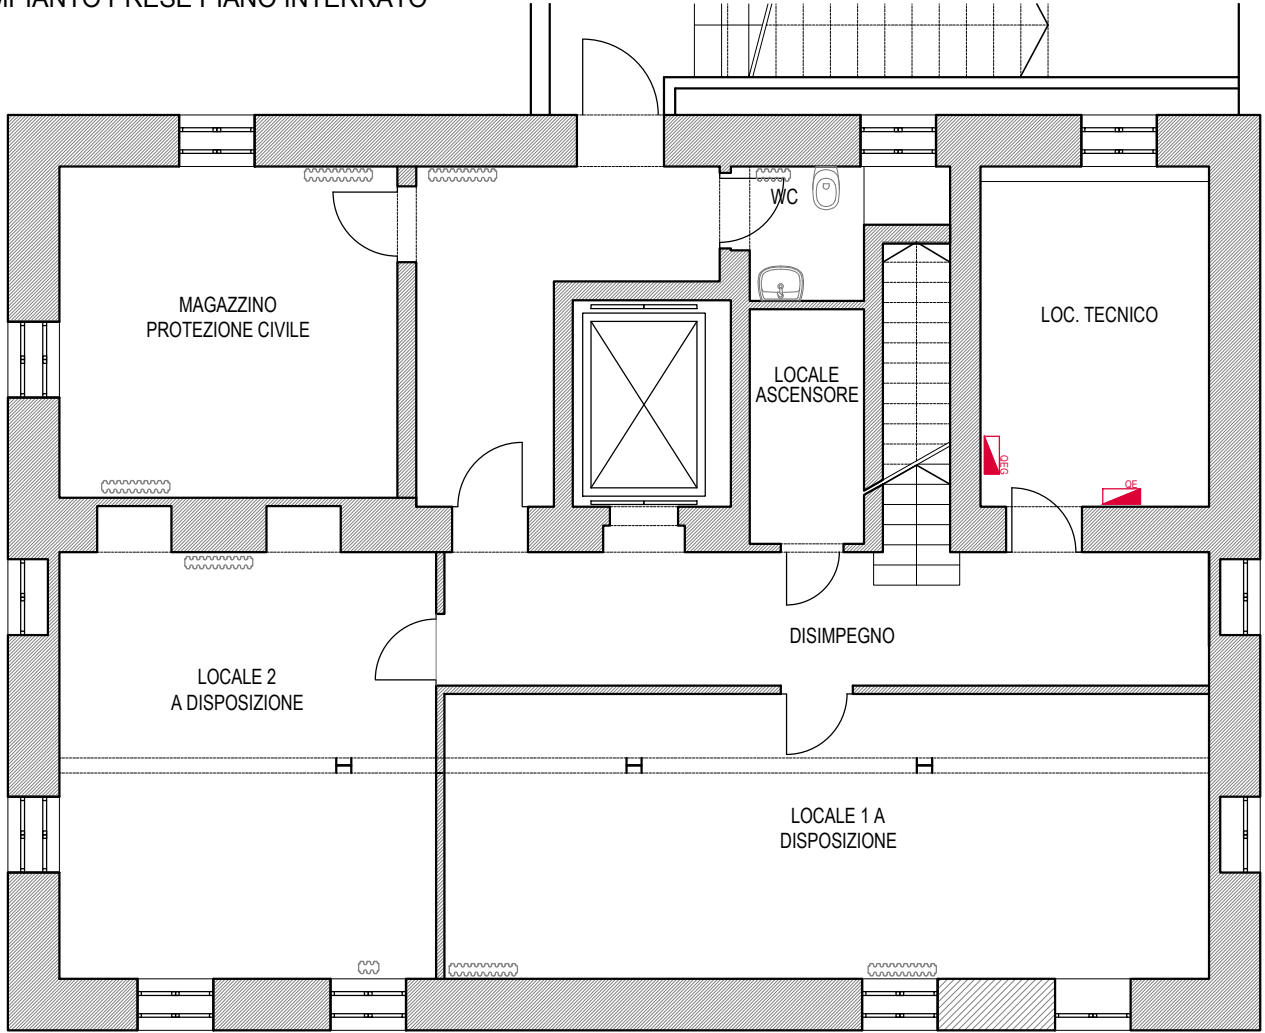 PRESE PIANO INTERRATO
WC
MAGAZZINO
PROTEZIONE CIVILE
LOC. TECNICO
LOCALE
ASCENSORE
QEG
QE
DISIMPEGNO
LOCALE 2
A DISPOSIZIONE
LOCALE 1 A
DISPOSIZIONE